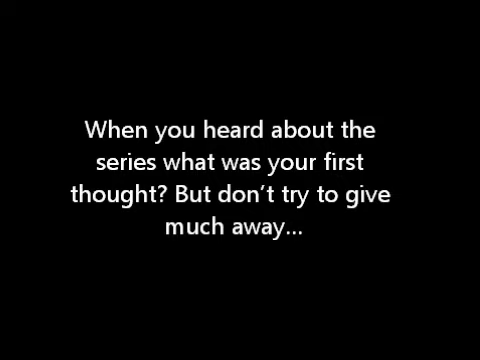 When you heard about the
series what was your first
thought? But don’t try to give
much away...